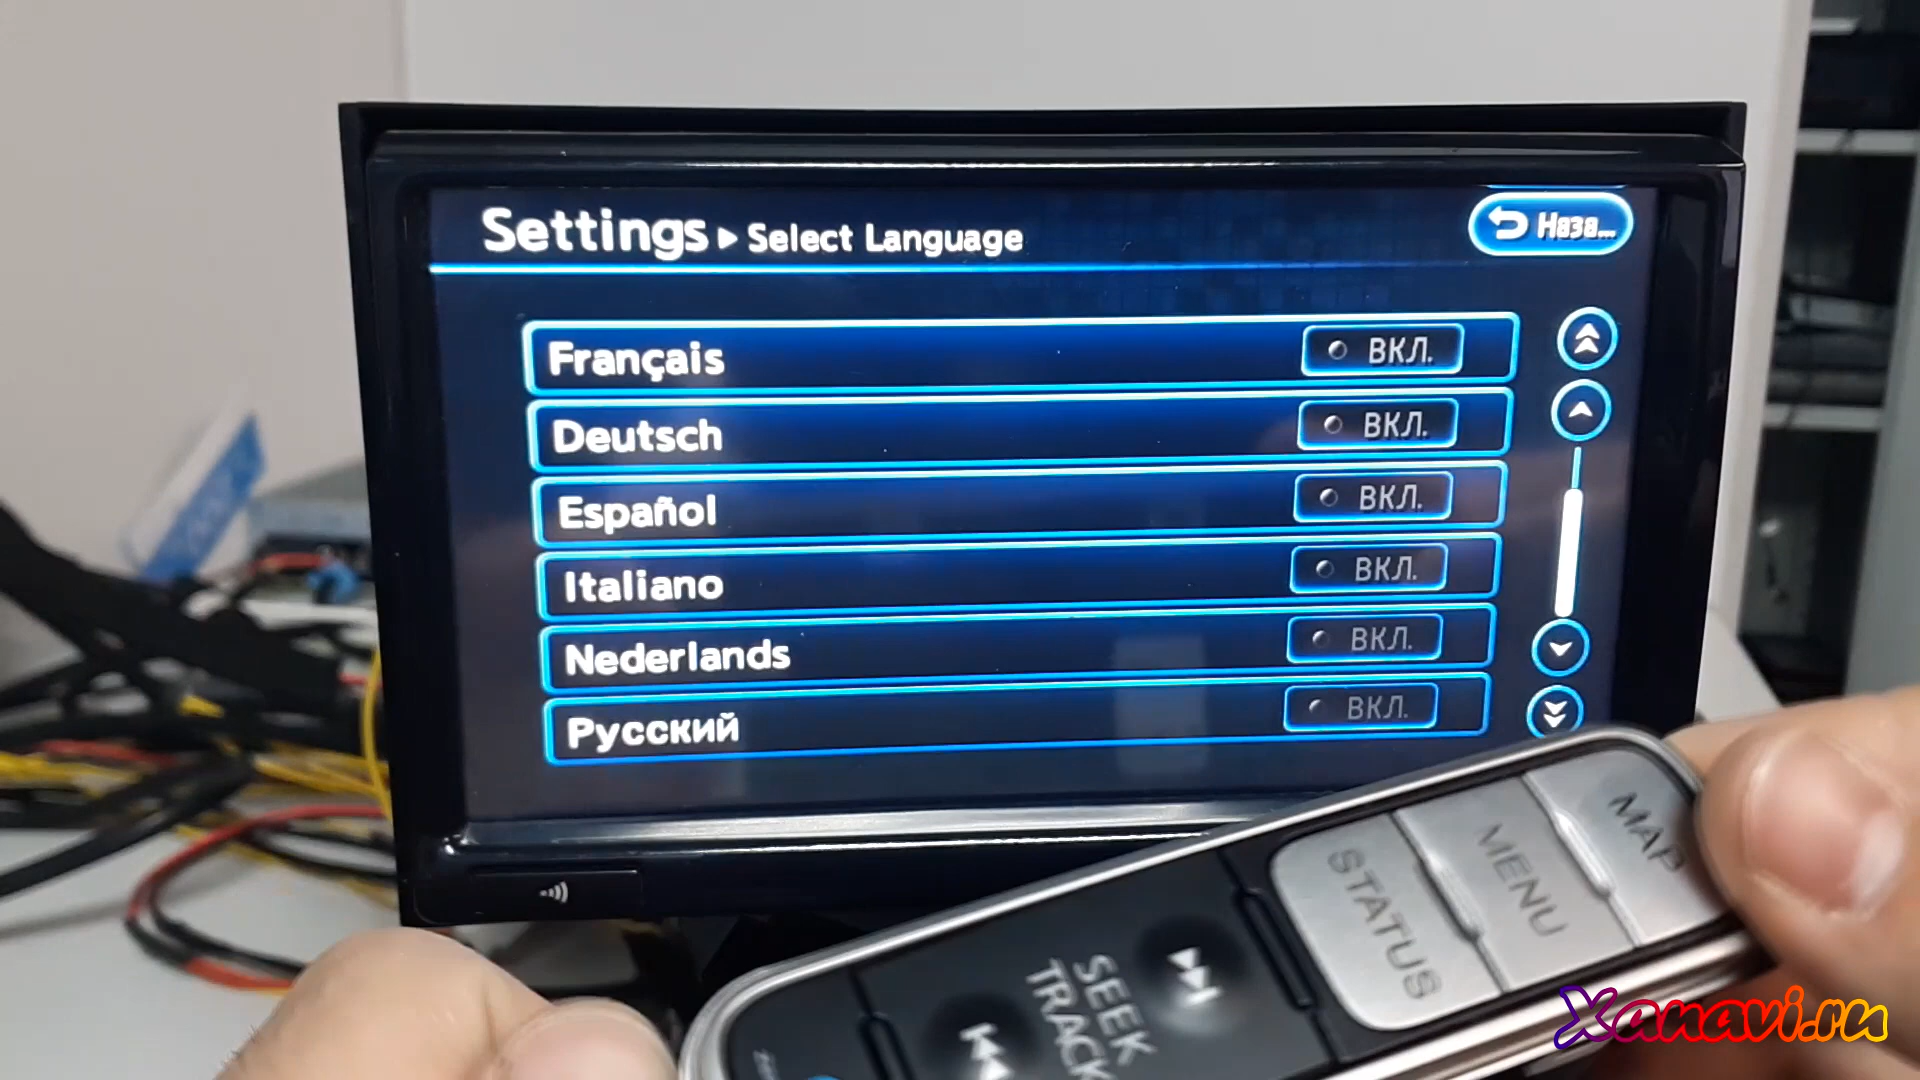 Settings ▸ Select Language
Назв...
Français ВКЛ.
Deutsch ВКЛ.
Español ВКЛ.
Italiano ВКЛ.
Nederlands ВКЛ.
Русский ВКЛ.
MAP
MENU
STATUS
SEEK
TRACK
Xanavi.ru